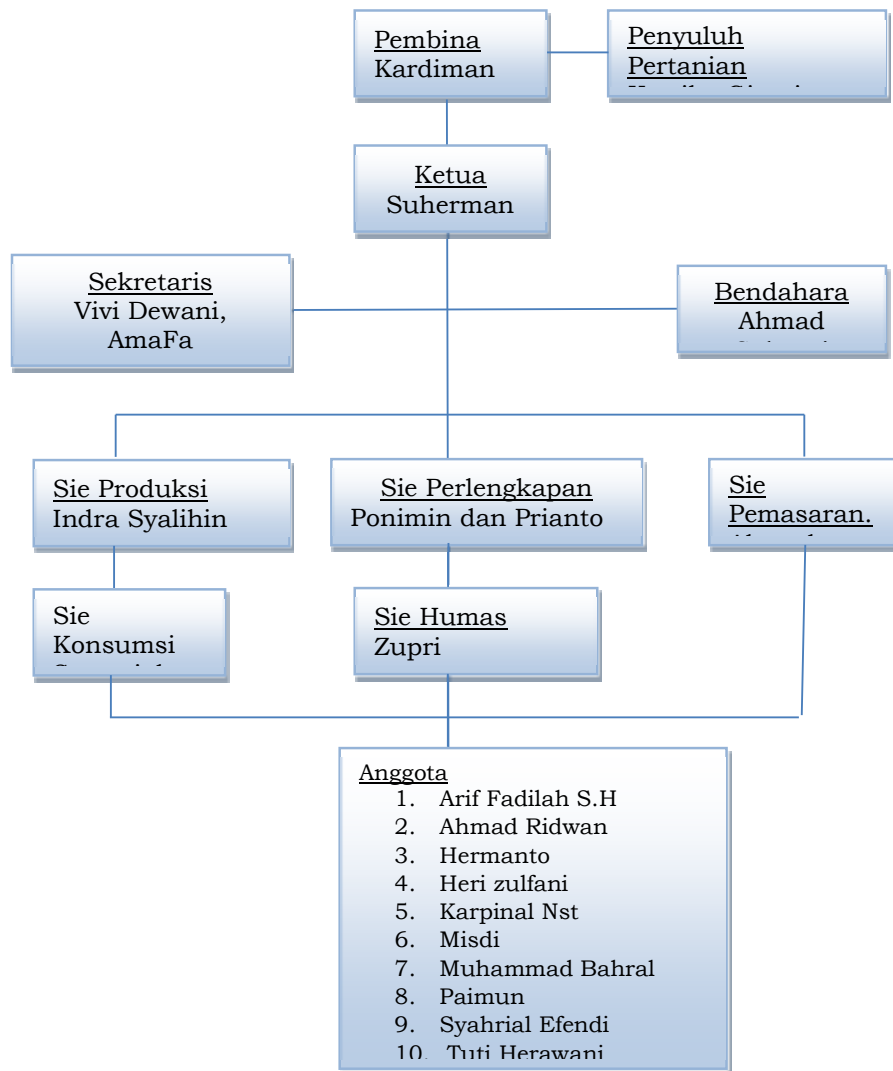 Pembina
Kardiman
Penyuluh
Pertanian
Ketua
Suherman
Sekretaris
Vivi Dewani,
AmaFa
Bendahara
Ahmad
Sie Produksi
Indra Syalihin
Sie Perlengkapan
Ponimin dan Prianto
Sie
Pemasaran.
Sie
Konsumsi
Sie Humas
Zupri
Anggota
1. Arif Fadilah S.H
2. Ahmad Ridwan
3. Hermanto
4. Heri zulfani
5. Karpinal Nst
6. Misdi
7. Muhammad Bahral
8. Paimun
9. Syahrial Efendi
10. Tuti Herawani